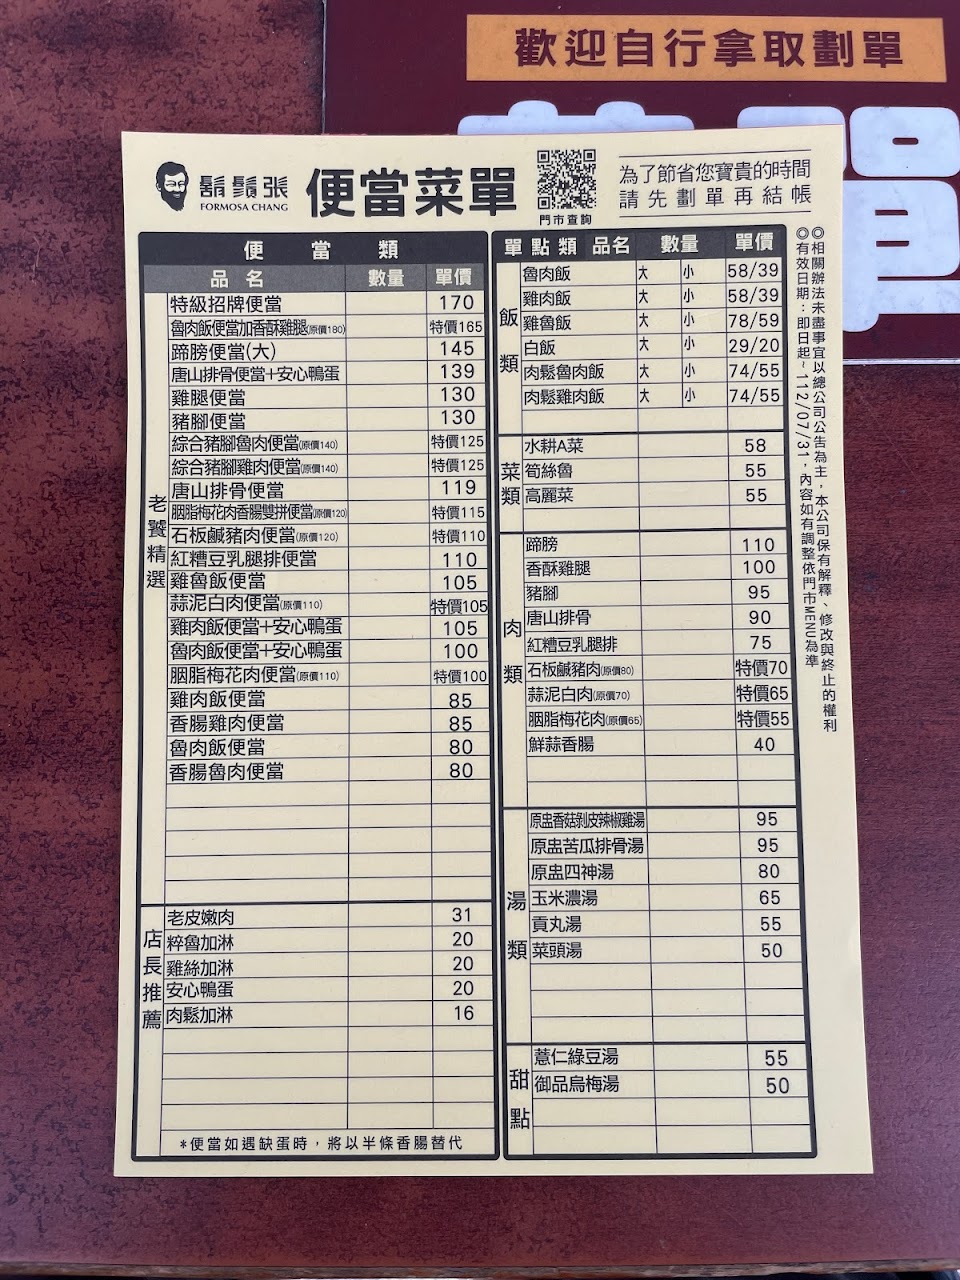 歡迎自行拿取劃單
鬍鬚張
FORMOSA CHANG
便當菜單
門市查詢
為了節省您寶貴的時間
請先劃單再結帳
便當類
品名 數量 單價
老饕精選
特級招牌便當 170
魯肉飯便當加香酥雞腿(原價180) 特價165
蹄膀便當(大) 145
唐山排骨便當+安心鴨蛋 139
雞腿便當 130
豬腳便當 130
綜合豬腳魯肉便當(原價140) 特價125
綜合豬腳雞肉便當(原價140) 特價125
唐山排骨便當 119
胭脂梅花肉香腸雙拼便當(原價120) 特價115
石板鹹豬肉便當(原價120) 特價110
紅糟豆乳腿排便當 110
雞魯飯便當 105
蒜泥白肉便當(原價110) 特價105
雞肉飯便當+安心鴨蛋 105
魯肉飯便當+安心鴨蛋 100
胭脂梅花肉便當(原價110) 特價100
雞肉飯便當 85
香腸雞肉便當 85
魯肉飯便當 80
香腸魯肉便當 80
店長推薦
老皮嫩肉 31
粹魯加淋 20
雞絲加淋 20
安心鴨蛋 20
肉鬆加淋 16
*便當如遇缺蛋時，將以半條香腸替代
單點類 品名 數量 單價
飯類
魯肉飯 大 小 58/39
雞肉飯 大 小 58/39
雞魯飯 大 小 78/59
白飯 大 小 29/20
肉鬆魯肉飯 大 小 74/55
肉鬆雞肉飯 大 小 74/55
菜類
水耕A菜 58
筍絲魯 55
高麗菜 55
肉類
蹄膀 110
香酥雞腿 100
豬腳 95
唐山排骨 90
紅糟豆乳腿排 75
石板鹹豬肉(原價80) 特價70
蒜泥白肉(原價70) 特價65
胭脂梅花肉(原價65) 特價55
鮮蒜香腸 40
湯類
原盅香菇剝皮辣椒雞湯 95
原盅苦瓜排骨湯 95
原盅四神湯 80
玉米濃湯 65
貢丸湯 55
菜頭湯 50
甜點
薏仁綠豆湯 55
御品烏梅湯 50
◎相關辦法未盡事宜以總公司公告為主，本公司保有解釋、修改與終止的權利
◎有效日期：即日起~112/07/31，內容如有調整依門市MENU為準